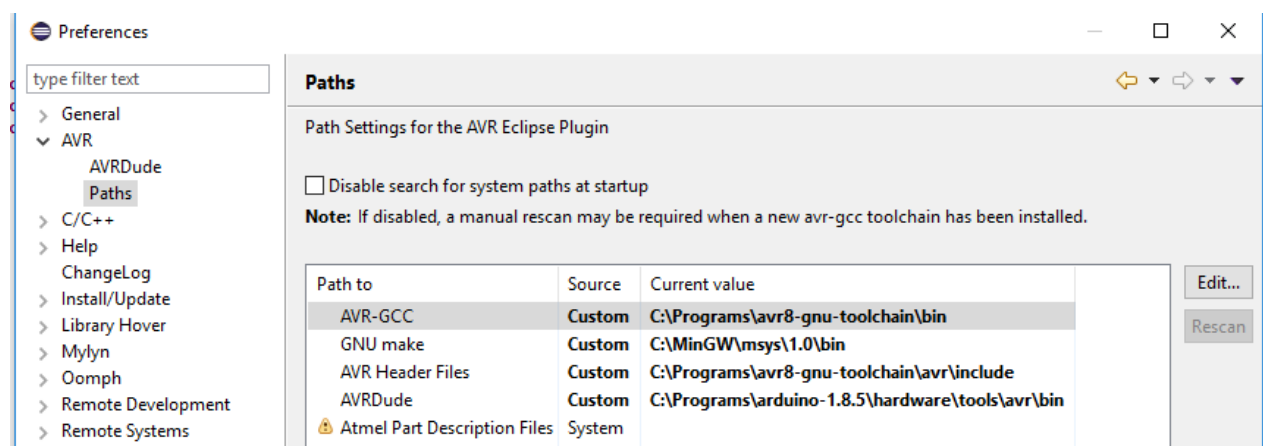 Preferences
type filter text
General
AVR
AVRDude
Paths
C/C++
Help
ChangeLog
Install/Update
Library Hover
Mylyn
Oomph
Remote Development
Remote Systems
Paths
Path Settings for the AVR Eclipse Plugin
Disable search for system paths at startup
Note: If disabled, a manual rescan may be required when a new avr-gcc toolchain has been installed.
Path to Source Current value
AVR-GCC Custom C:\Programs\avr8-gnu-toolchain\bin
GNU make Custom C:\MinGW\msys\1.0\bin
AVR Header Files Custom C:\Programs\avr8-gnu-toolchain\avr\include
AVRDude Custom C:\Programs\arduino-1.8.5\hardware\tools\avr\bin
Atmel Part Description Files System
Edit...
Rescan